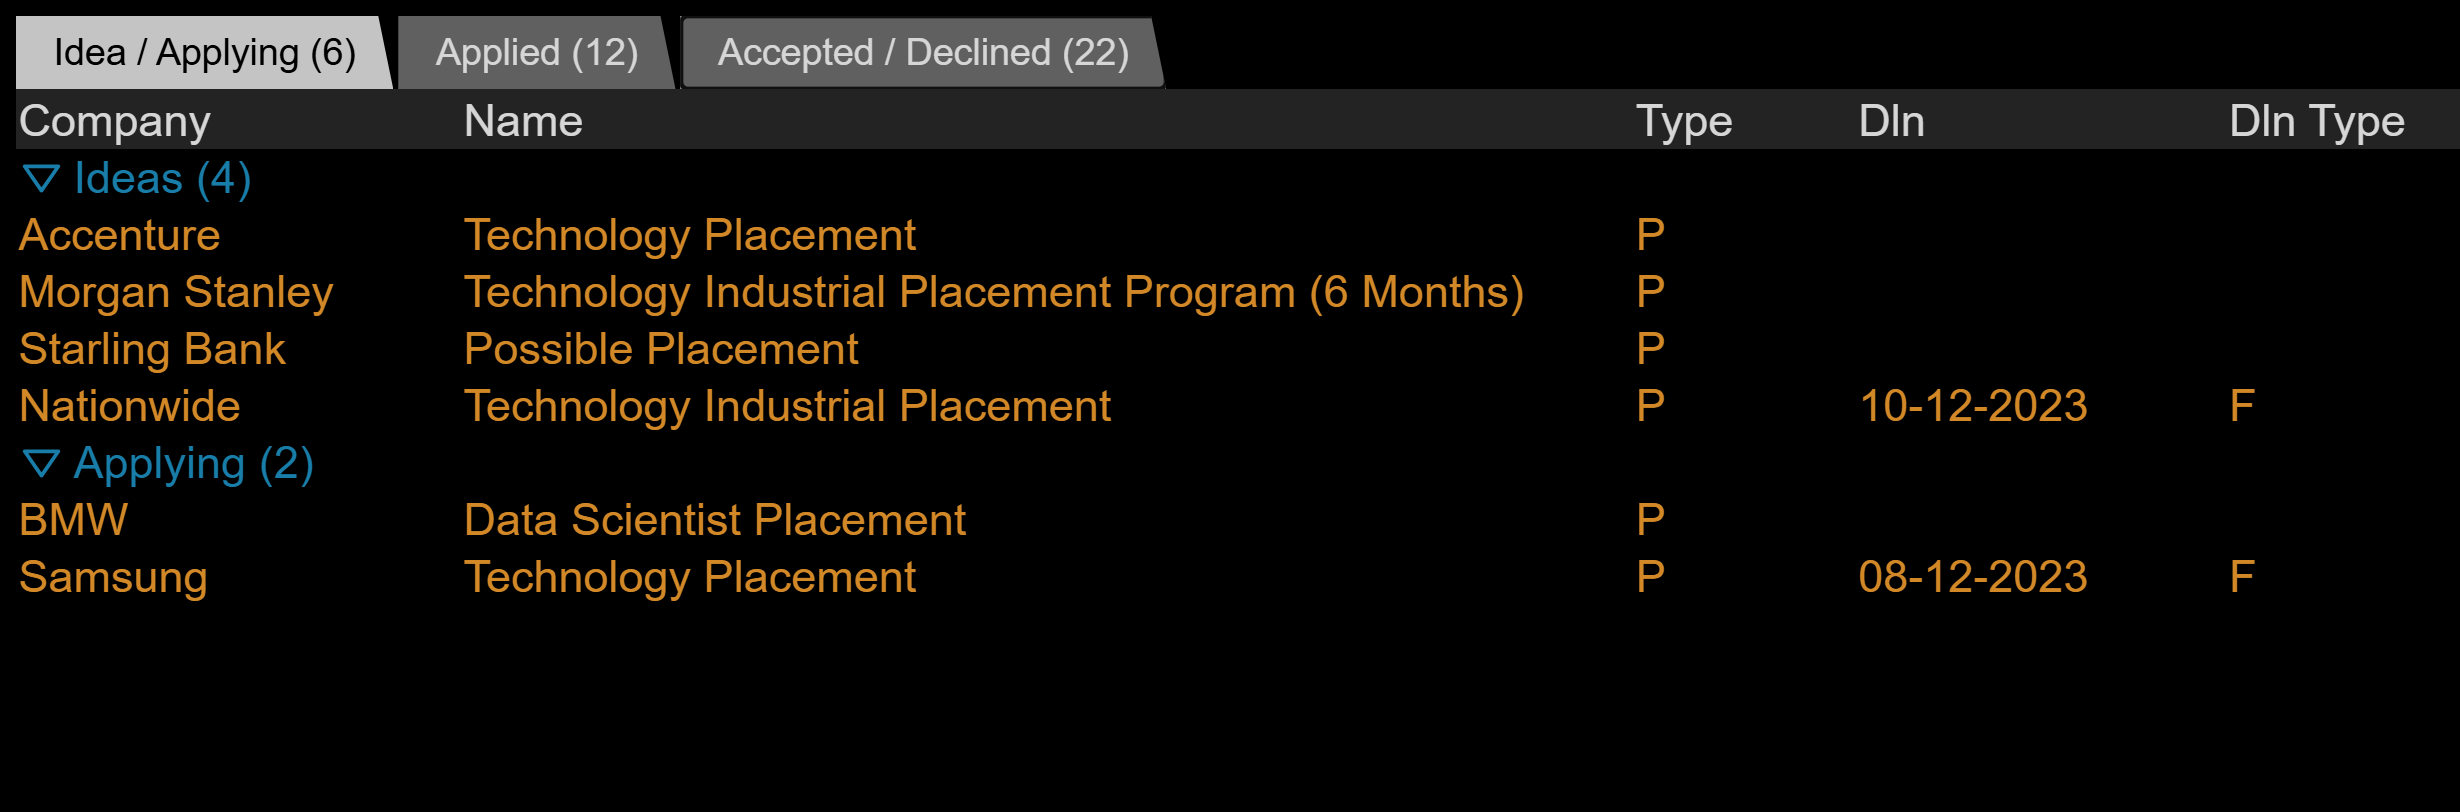 Idea / Applying (6) Applied (12) Accepted / Declined (22)
Company Name Type Dln Dln Type
Ideas (4)
Accenture Technology Placement P
Morgan Stanley Technology Industrial Placement Program (6 Months) P
Starling Bank Possible Placement P
Nationwide Technology Industrial Placement P 10-12-2023 F
Applying (2)
BMW Data Scientist Placement P
Samsung Technology Placement P 08-12-2023 F